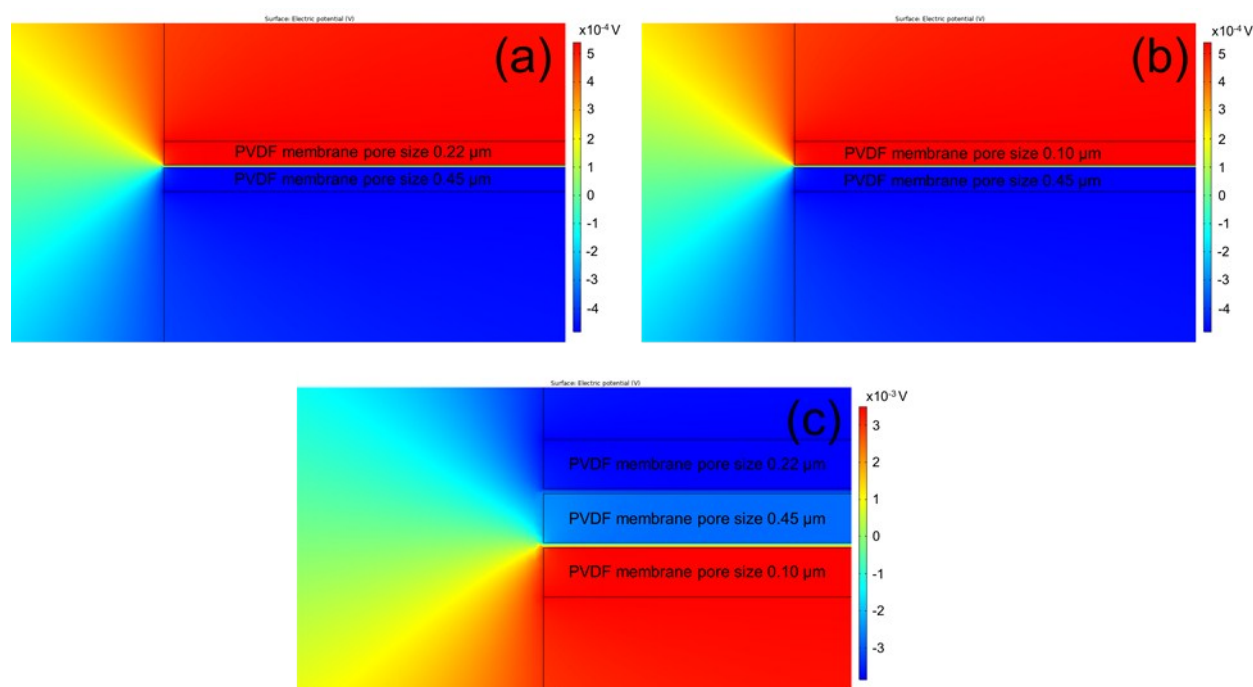 Surface: Electric potential (V)
(a)
x10-4 V
5
4
3
2
1
0
-1
-2
-3
-4
PVDF membrane pore size 0.22 µm
PVDF membrane pore size 0.45 µm
Surface: Electric potential (V)
(b)
x10-4 V
5
4
3
2
1
0
-1
-2
-3
-4
PVDF membrane pore size 0.10 µm
PVDF membrane pore size 0.45 µm
Surface: Electric potential (V)
(c)
x10-3 V
3
2
1
0
-1
-2
-3
PVDF membrane pore size 0.22 µm
PVDF membrane pore size 0.45 µm
PVDF membrane pore size 0.10 µm